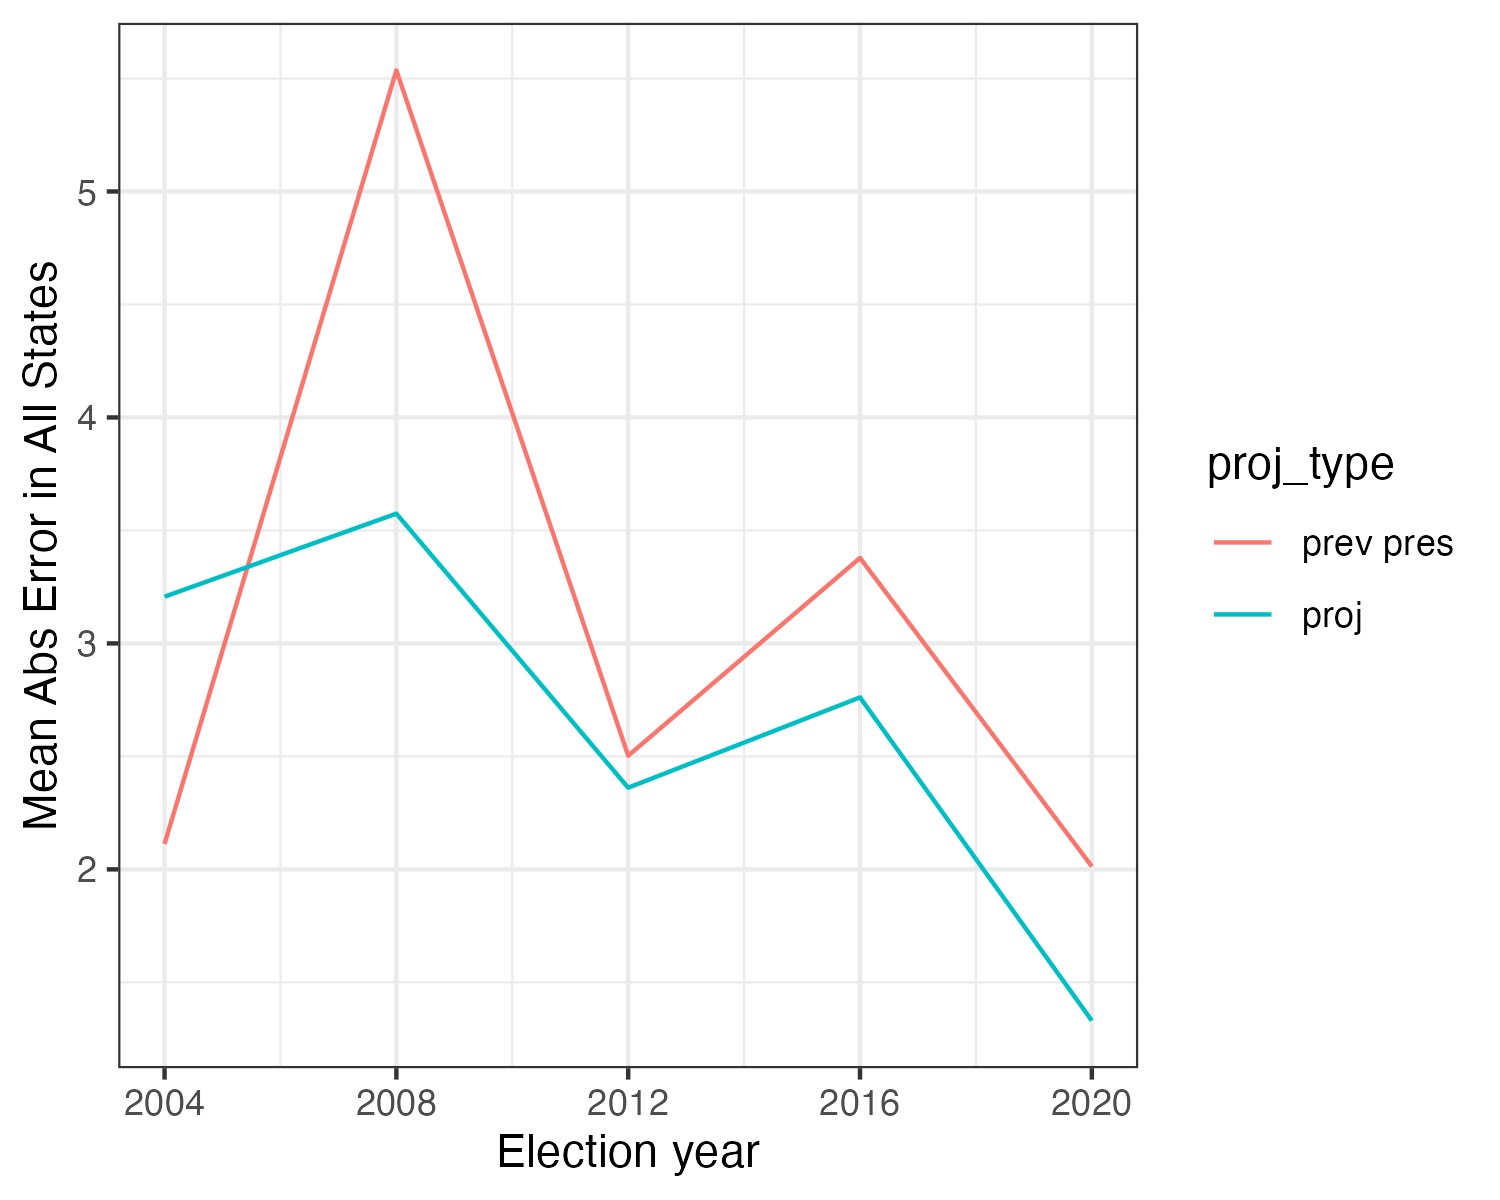 Mean Abs Error in All States
5
4
3
2
2004 2008 2012 2016 2020
Election year
proj_type
prev pres
proj